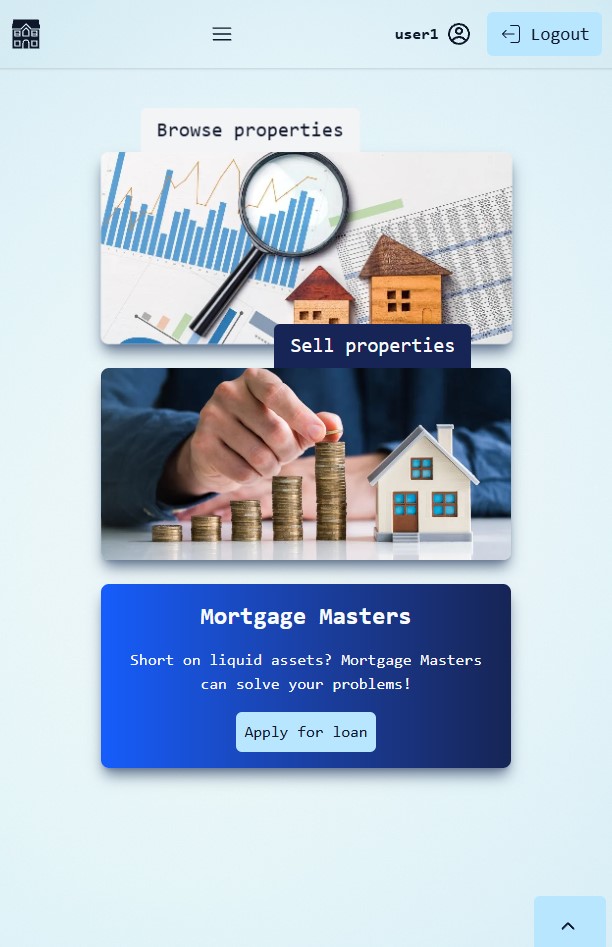 user1
Logout
Browse properties
Sell properties
Mortgage Masters
Short on liquid assets? Mortgage Masters
can solve your problems!
Apply for loan